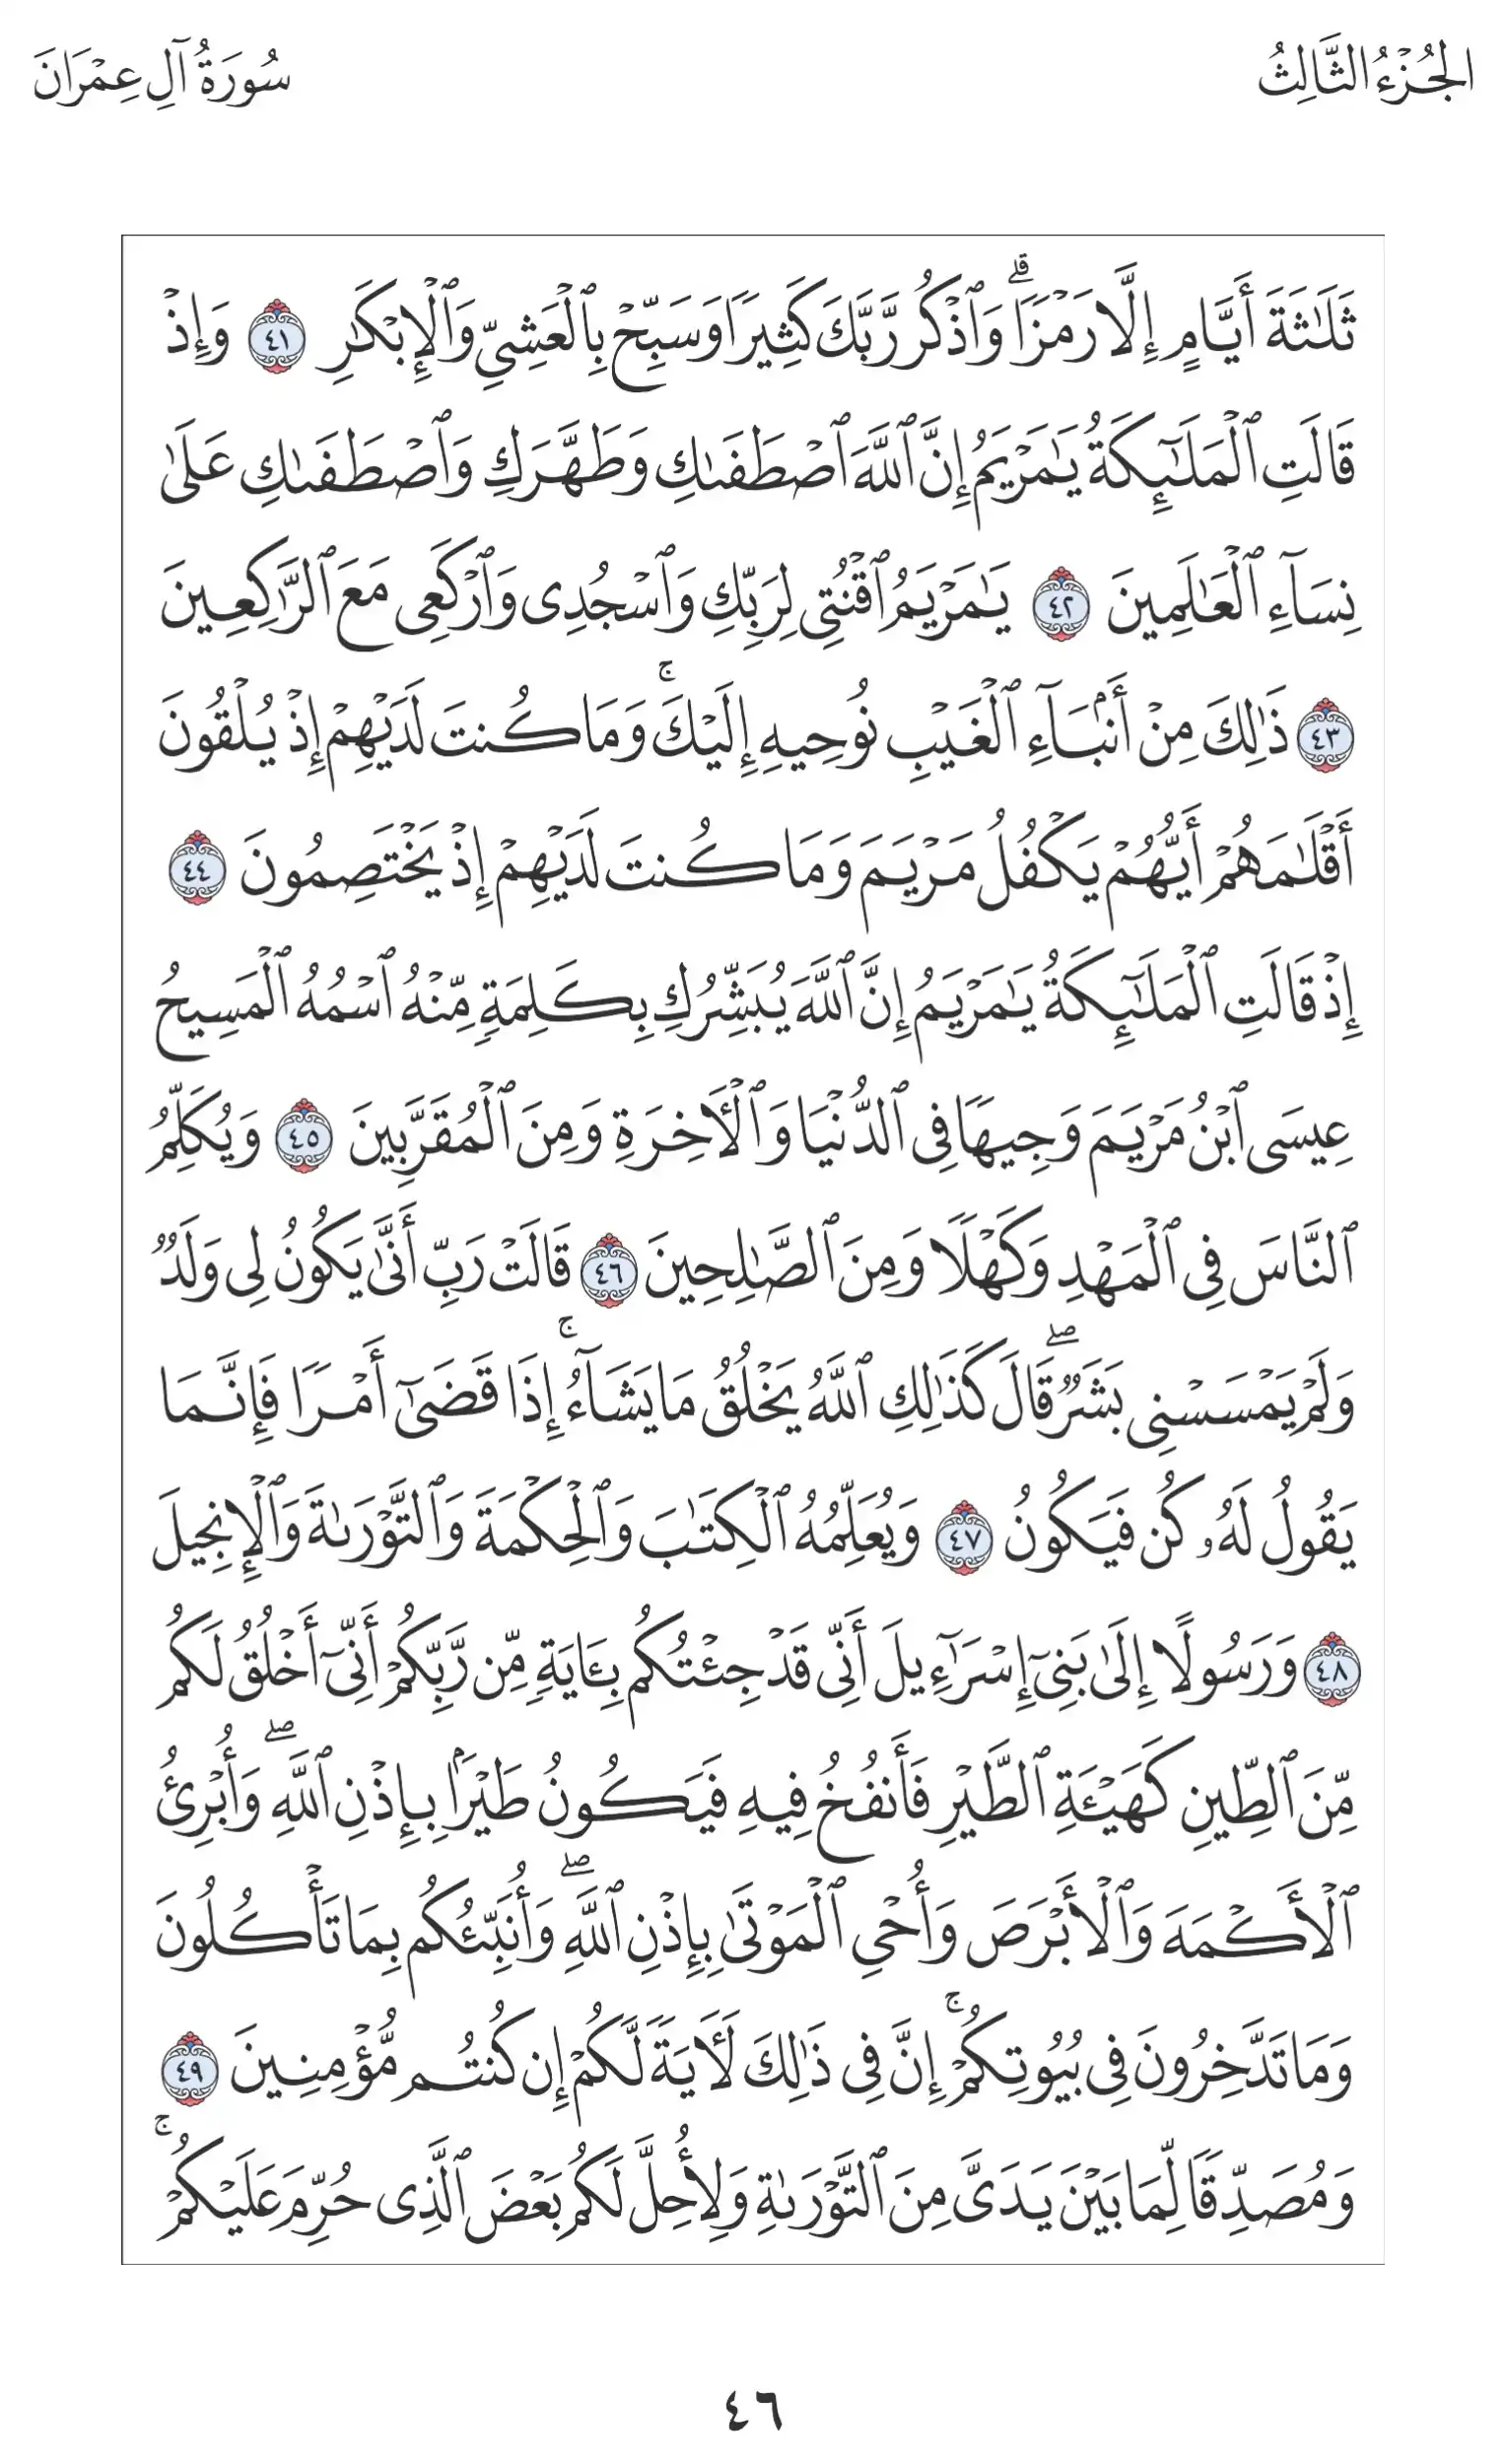 الجُزْءُ الثَّالِثُ
سُورَةُ آلِ عِمْرَانَ
ثَلَٰثَةَ أَيَّامٍ إِلَّا رَمْزًاۗ وَٱذْكُر رَّبَّكَ كَثِيرًا وَسَبِّحْ بِٱلْعَشِىِّ وَٱلْإِبْكَٰرِ ٤١ وَإِذْ
قَالَتِ ٱلْمَلَٰٓئِكَةُ يَٰمَرْيَمُ إِنَّ ٱللَّهَ ٱصْطَفَىٰكِ وَطَهَّرَكِ وَٱصْطَفَىٰكِ عَلَىٰ
نِسَآءِ ٱلْعَٰلَمِينَ ٤٢ يَٰمَرْيَمُ ٱقْنُتِى لِرَبِّكِ وَٱسْجُدِى وَٱرْكَعِى مَعَ ٱلرَّٰكِعِينَ
٤٣ ذَٰلِكَ مِنْ أَنۢبَآءِ ٱلْغَيْبِ نُوحِيهِ إِلَيْكَۚ وَمَا كُنتَ لَدَيْهِمْ إِذْ يُلْقُونَ
أَقْلَٰمَهُمْ أَيُّهُمْ يَكْفُلُ مَرْيَمَ وَمَا كُنتَ لَدَيْهِمْ إِذْ يَخْتَصِمُونَ ٤٤
إِذْ قَالَتِ ٱلْمَلَٰٓئِكَةُ يَٰمَرْيَمُ إِنَّ ٱللَّهَ يُبَشِّرُكِ بِكَلِمَةٍ مِّنْهُ ٱسْمُهُ ٱلْمَسِيحُ
عِيسَى ٱبْنُ مَرْيَمَ وَجِيهًا فِى ٱلدُّنْيَا وَٱلْءَاخِرَةِ وَمِنَ ٱلْمُقَرَّبِينَ ٤٥ وَيُكَلِّمُ
ٱلنَّاسَ فِى ٱلْمَهْدِ وَكَهْلًا وَمِنَ ٱلصَّٰلِحِينَ ٤٦ قَالَتْ رَبِّ أَنَّىٰ يَكُونُ لِى وَلَدٌ
وَلَمْ يَمْسَسْنِى بَشَرٌۖ قَالَ كَذَٰلِكِ ٱللَّهُ يَخْلُقُ مَا يَشَآءُۚ إِذَا قَضَىٰٓ أَمْرًا فَإِنَّمَا
يَقُولُ لَهُۥ كُن فَيَكُونُ ٤٧ وَيُعَلِّمُهُ ٱلْكِتَٰبَ وَٱلْحِكْمَةَ وَٱلتَّوْرَىٰةَ وَٱلْإِنجِيلَ
٤٨ وَرَسُولًا إِلَىٰ بَنِىٓ إِسْرَٰٓءِيلَ أَنِّى قَدْ جِئْتُكُم بِـَٔايَةٍ مِّن رَّبِّكُمْ أَنِّىٓ أَخْلُقُ لَكُم
مِّنَ ٱلطِّينِ كَهَيْـَٔةِ ٱلطَّيْرِ فَأَنفُخُ فِيهِ فَيَكُونُ طَيْرًۢا بِإِذْنِ ٱللَّهِۖ وَأُبْرِئُ
ٱلْأَكْمَهَ وَٱلْأَبْرَصَ وَأُحْىِ ٱلْمَوْتَىٰ بِإِذْنِ ٱللَّهِۖ وَأُنَبِّئُكُم بِمَا تَأْكُلُونَ
وَمَا تَدَّخِرُونَ فِى بُيُوتِكُمْۚ إِنَّ فِى ذَٰلِكَ لَءَايَةً لَّكُمْ إِن كُنتُم مُّؤْمِنِينَ ٤٩
وَمُصَدِّقًا لِّمَا بَيْنَ يَدَىَّ مِنَ ٱلتَّوْرَىٰةِ وَلِأُحِلَّ لَكُم بَعْضَ ٱلَّذِى حُرِّمَ عَلَيْكُمْۚ
٤٦